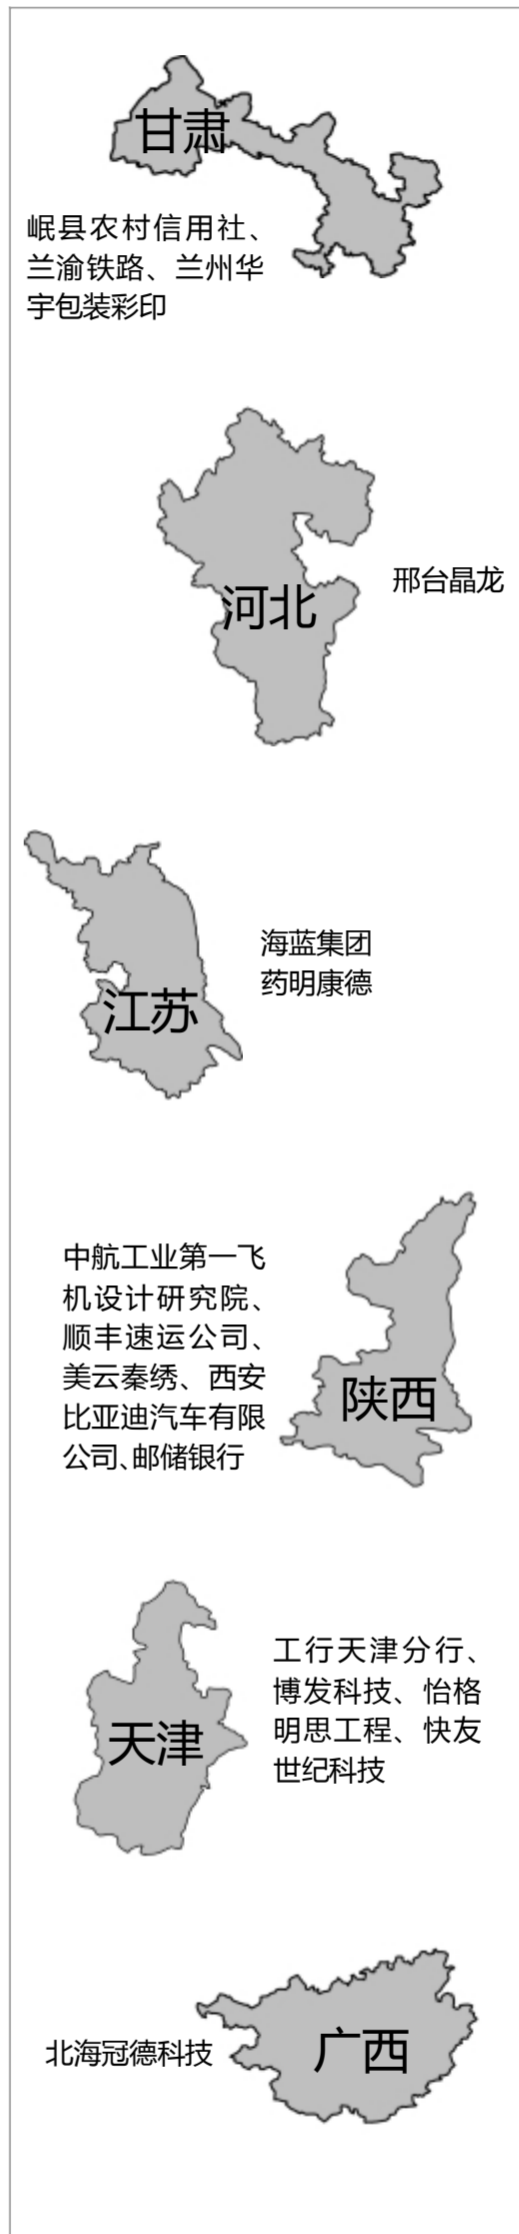 甘肃
岷县农村信用社、
兰渝铁路、兰州华
宇包装彩印
河北
邢台晶龙
江苏
海蓝集团
药明康德
中航工业第一飞
机设计研究院、
顺丰速运公司、
美云秦绣、西安
比亚迪汽车有限
公司、邮储银行
陕西
天津
工行天津分行、
博发科技、怡格
明思工程、快友
世纪科技
北海冠德科技
广西